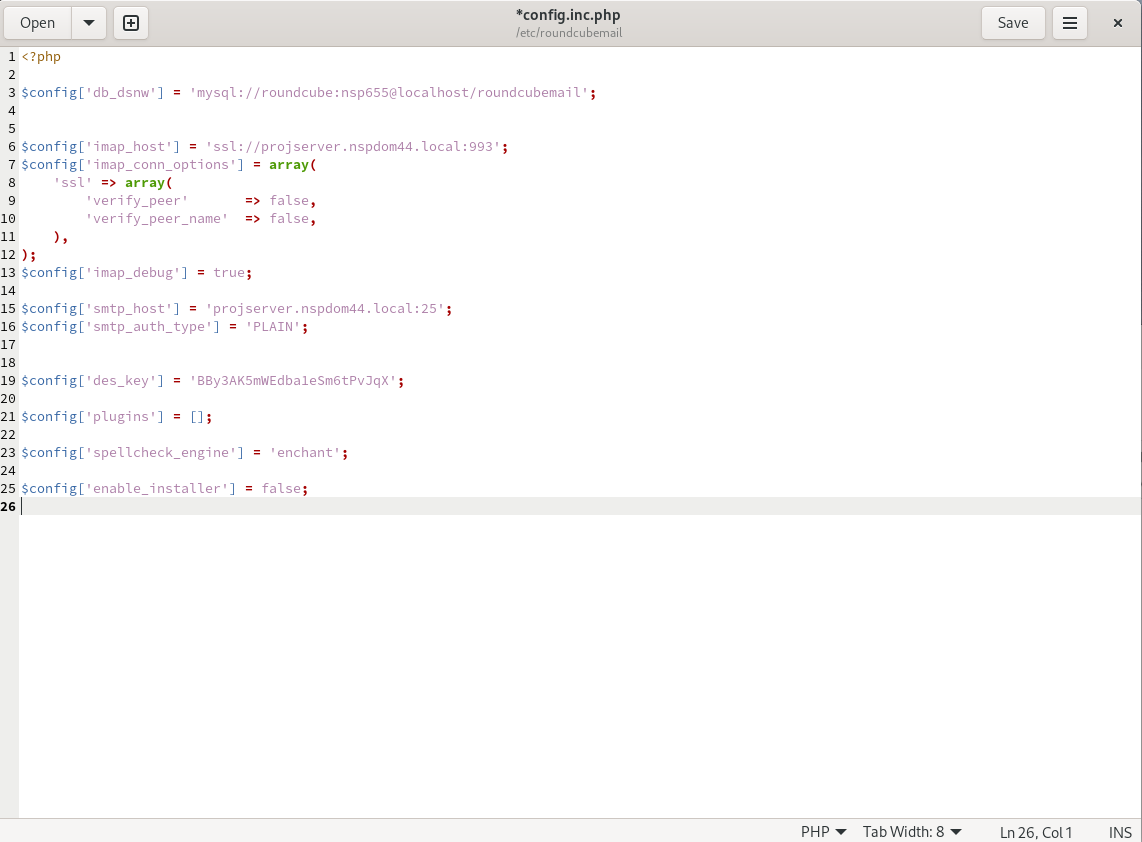 Open
*config.inc.php
/etc/roundcubemail
Save
1 <?php
2
3 $config['db_dsnw'] = 'mysql://roundcube:nsp655@localhost/roundcubemail';
4
5
6 $config['imap_host'] = 'ssl://projserver.nspdom44.local:993';
7 $config['imap_conn_options'] = array(
8     'ssl' => array(
9         'verify_peer'       => false,
10         'verify_peer_name'  => false,
11     ),
12 );
13 $config['imap_debug'] = true;
14
15 $config['smtp_host'] = 'projserver.nspdom44.local:25';
16 $config['smtp_auth_type'] = 'PLAIN';
17
18
19 $config['des_key'] = 'BBy3AK5mWEdba1eSm6tPvJqX';
20
21 $config['plugins'] = [];
22
23 $config['spellcheck_engine'] = 'enchant';
24
25 $config['enable_installer'] = false;
26
PHP Tab Width: 8 Ln 26, Col 1 INS